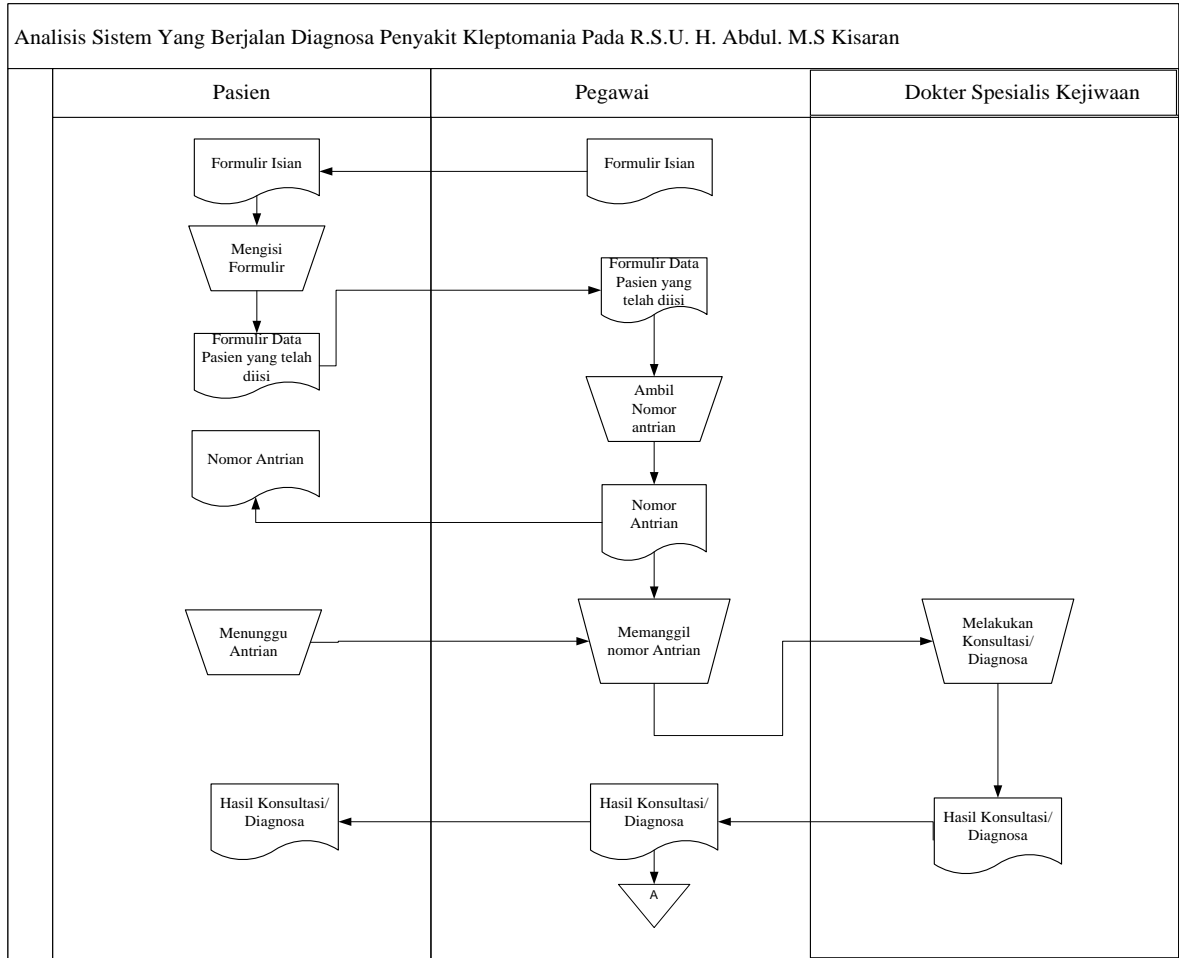 Analisis Sistem Yang Berjalan Diagnosa Penyakit Kleptomania Pada R.S.U. H. Abdul. M.S Kisaran
Pasien
Pegawai
Dokter Spesialis Kejiwaan
Formulir Isian
Formulir Isian
Mengisi
Formulir
Formulir Data
Pasien yang
telah diisi
Formulir Data
Pasien yang telah
diisi
Ambil
Nomor
antrian
Nomor Antrian
Nomor
Antrian
Menunggu
Antrian
Memanggil
nomor Antrian
Melakukan
Konsultasi/
Diagnosa
Hasil Konsultasi/
Diagnosa
Hasil Konsultasi/
Diagnosa
Hasil Konsultasi/
Diagnosa
A